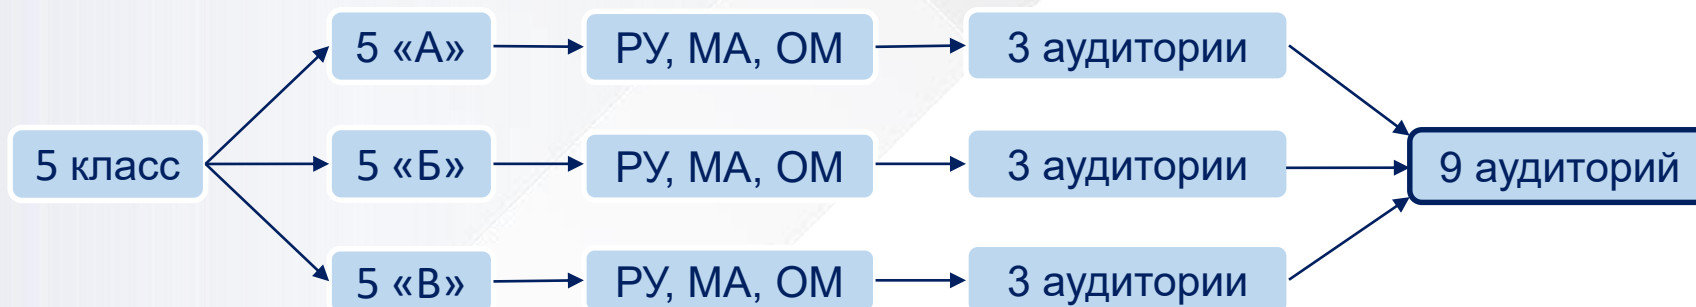 5 «А»
РУ, МА, ОМ
3 аудитории
5 класс
5 «Б»
РУ, МА, ОМ
3 аудитории
9 аудиторий
5 «В»
РУ, МА, ОМ
3 аудитории